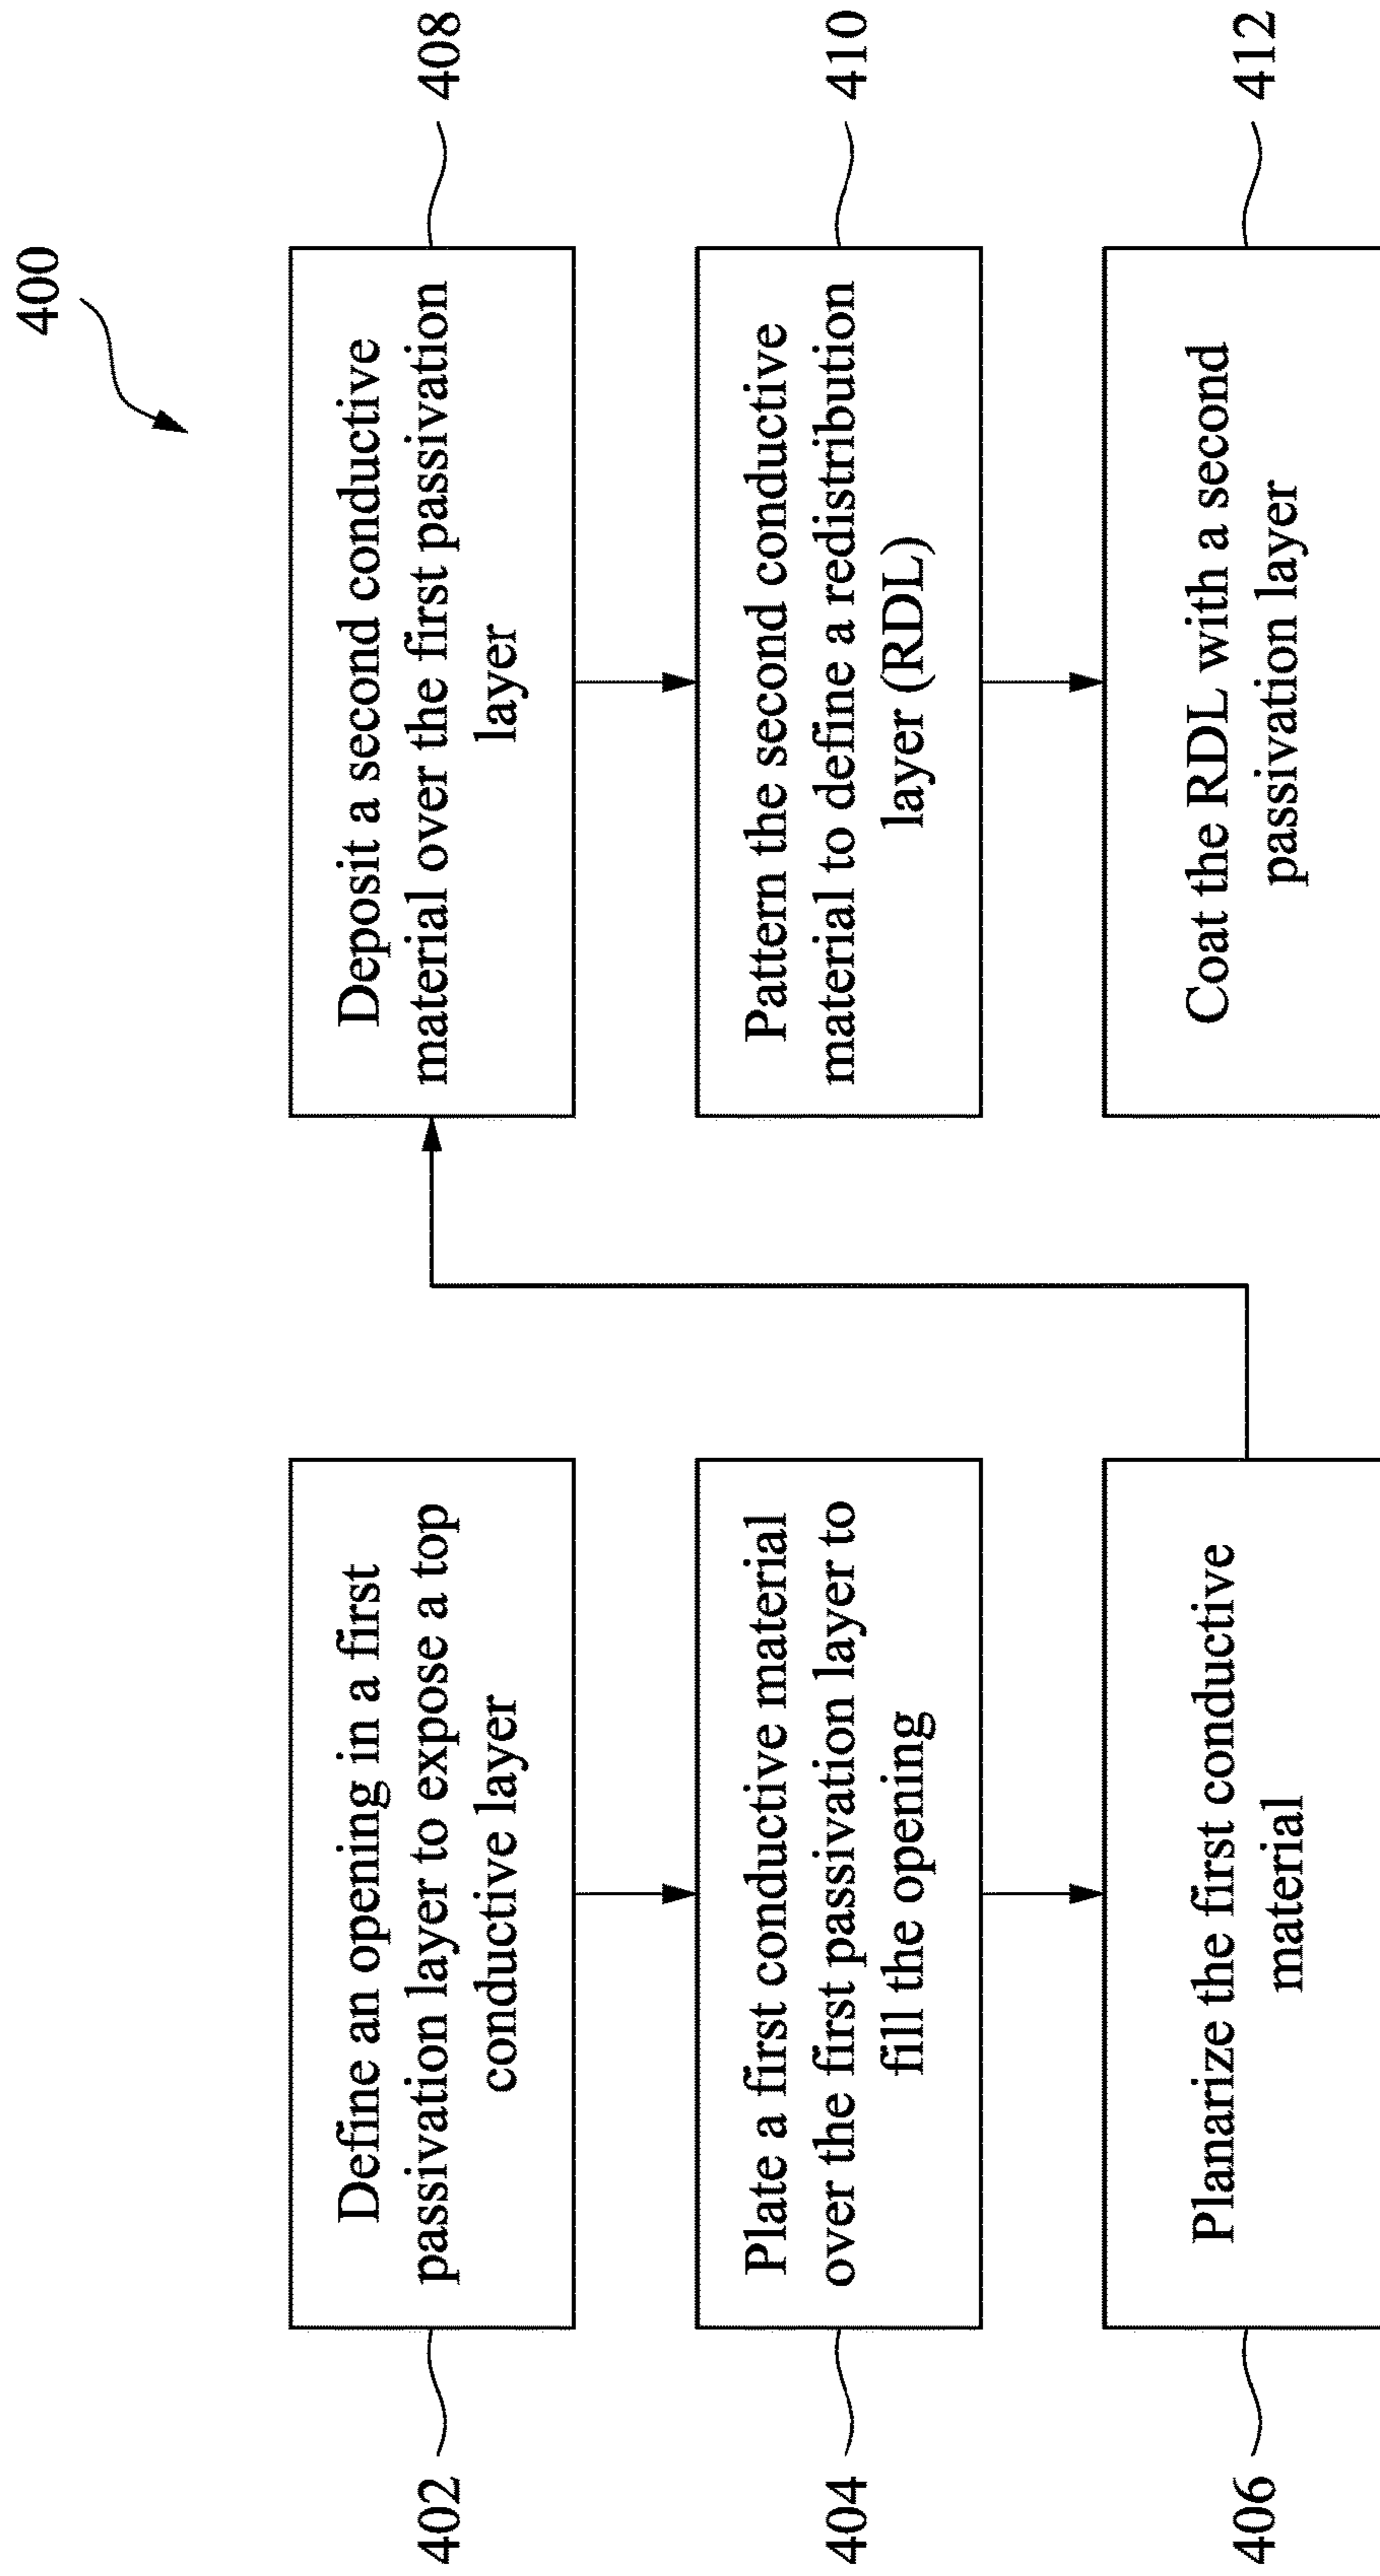 400
402
Define an opening in a first
passivation layer to expose a top
conductive layer
404
Plate a first conductive material
over the first passivation layer to
fill the opening
406
Planarize the first conductive
material
408
Deposit a second conductive
material over the first passivation
layer
410
Pattern the second conductive
material to define a redistribution
layer (RDL)
412
Coat the RDL with a second
passivation layer